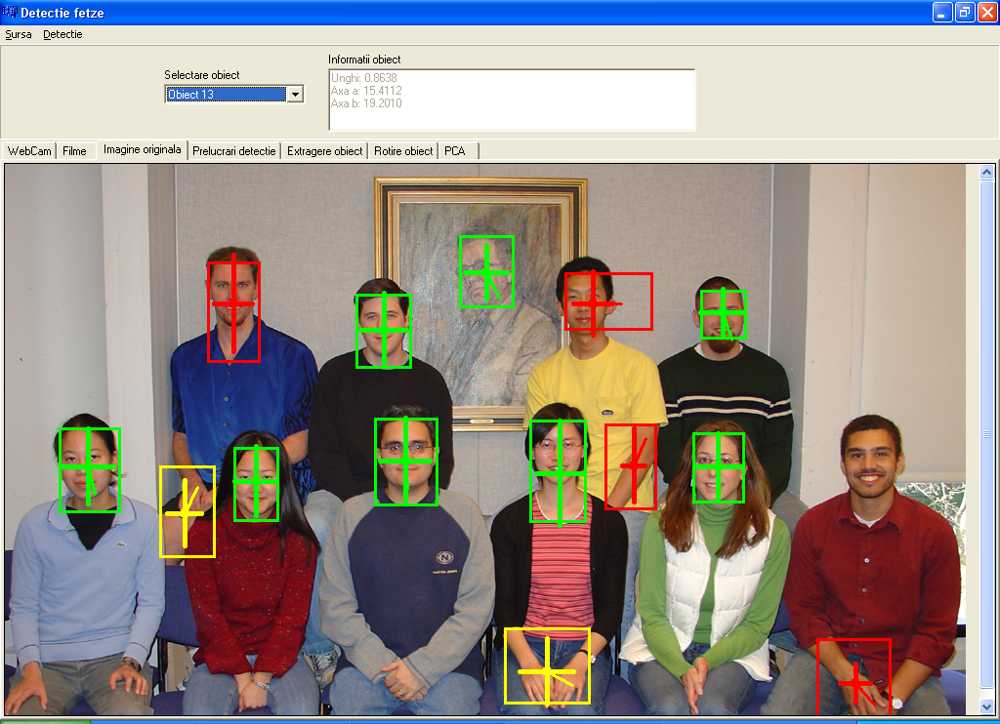 Detectie fetze
Sursa Detectie
Informatii obiect
Selectare obiect
Unghi: 0.8638
Obiect 13
Axa a: 15.4112
Axa b: 19.2010
WebCam Filme Imagine originala Prelucrari detectie Extragere obiect Rotire obiect PCA
N